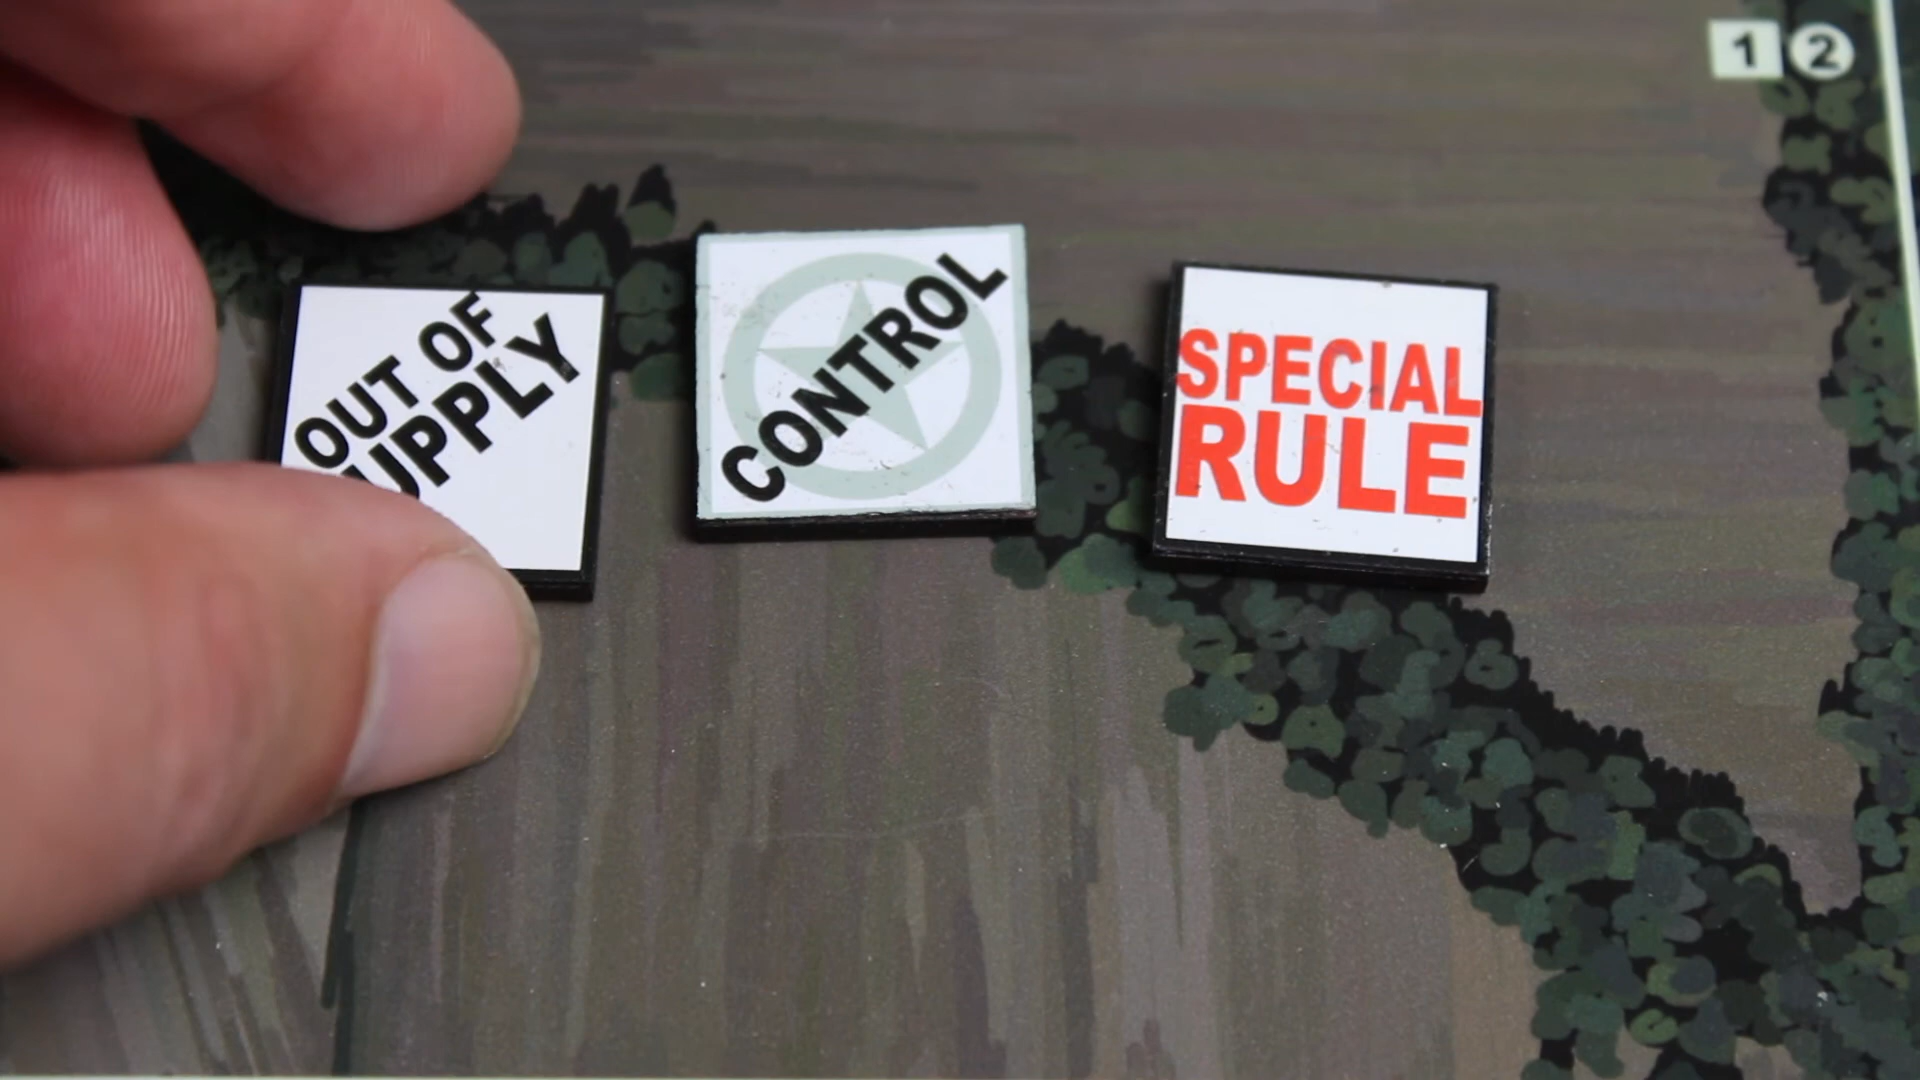 1 2
OUT OF
UPPLY
CONTROL
SPECIAL
RULE